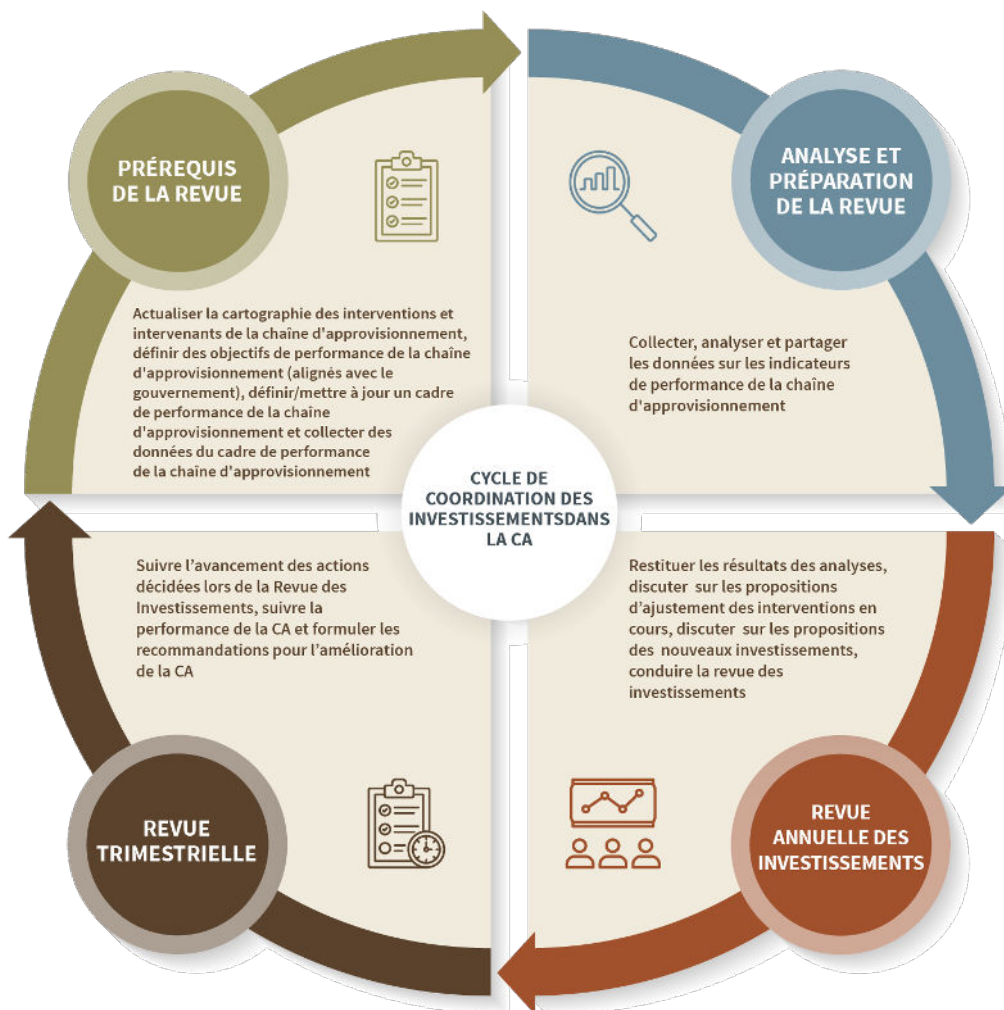 PRÉREQUIS
DE LA REVUE
Actualiser la cartographie des interventions et
intervenants de la chaîne d'approvisionnement,
définir des objectifs de performance de la chaîne
d'approvisionnement (alignés avec le
gouvernement), définir/mettre à jour un cadre
de performance de la chaîne
d'approvisionnement et collecter des
données du cadre de performance
de la chaîne d'approvisionnement
ANALYSE ET
PRÉPARATION
DE LA REVUE
Collecter, analyser et partager
les données sur les indicateurs
de performance de la chaîne
d'approvisionnement
CYCLE DE
COORDINATION DES
INVESTISSEMENTSDANS
LA CA
Restituer les résultats des analyses,
discuter sur les propositions
d’ajustement des interventions en
cours, discuter sur les propositions
des nouveaux investissements,
conduire la revue des
investissements
REVUE
ANNUELLE DES
INVESTISSEMENTS
Suivre l’avancement des actions
décidées lors de la Revue des
Investissements, suivre la
performance de la CA et formuler les
recommandations pour l’amélioration
de la CA
REVUE
TRIMESTRIELLE